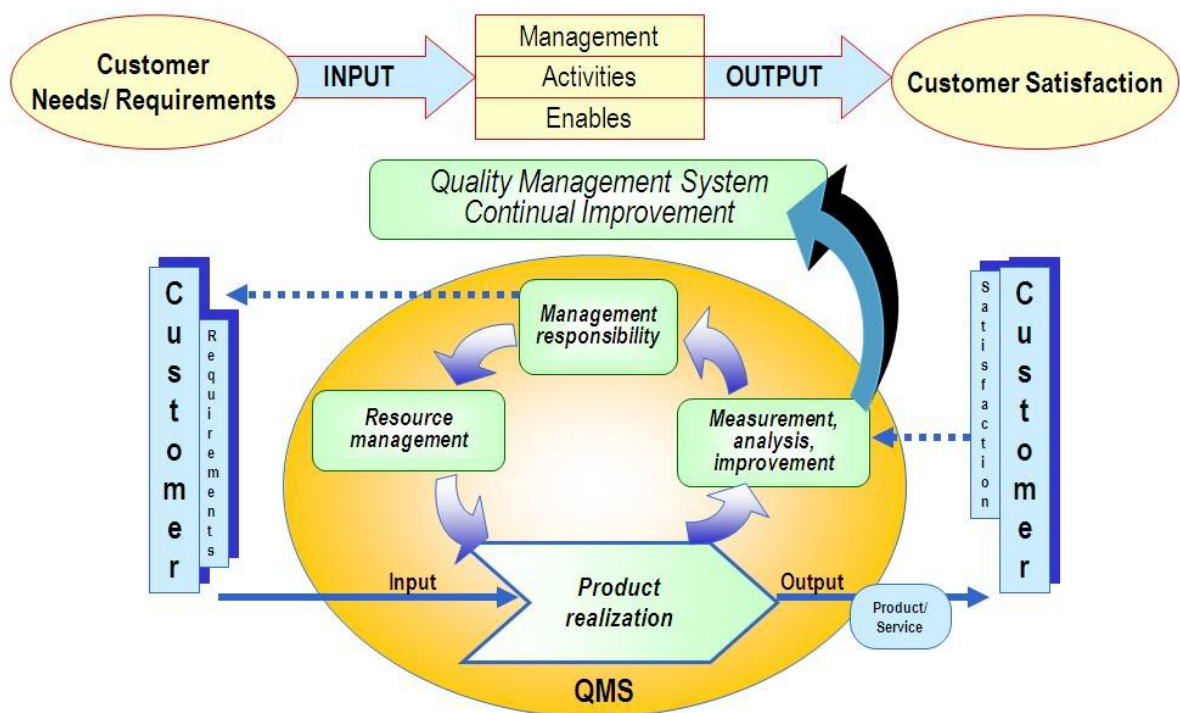 Customer
Needs/ Requirements
INPUT
Management
Activities
Enables
OUTPUT
Customer Satisfaction
Quality Management System
Continual Improvement
Customer
Requirements
Management
responsibility
Resource
management
Measurement,
analysis,
improvement
Satisfaction
Customer
Input
Product
realization
Output
Product/
Service
QMS